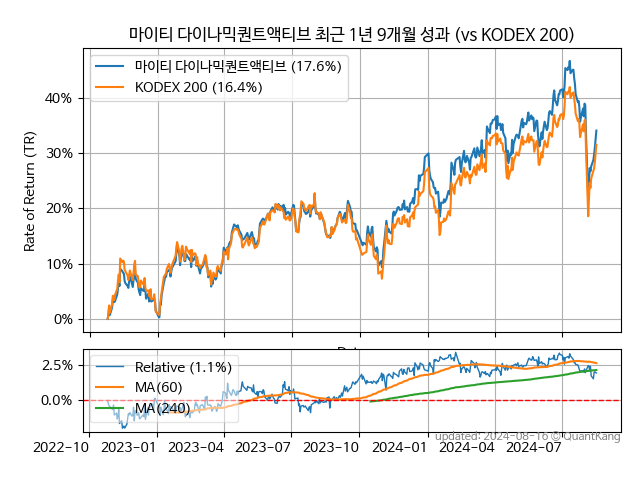 마이티 다이나믹퀀트액티브 최근 1년 9개월 성과 (vs KODEX 200)
마이티 다이나믹퀀트액티브 (17.6%)
KODEX 200 (16.4%)
Rate of Return (TR)
40%
30%
20%
10%
0%
Relative (1.1%)
MA(60)
MA(240)
2.5%
0.0%
2022-10 2023-01 2023-04 2023-07 2023-10 2024-01 2024-04 2024-07
updated: 2024-08-16 © QuantKang